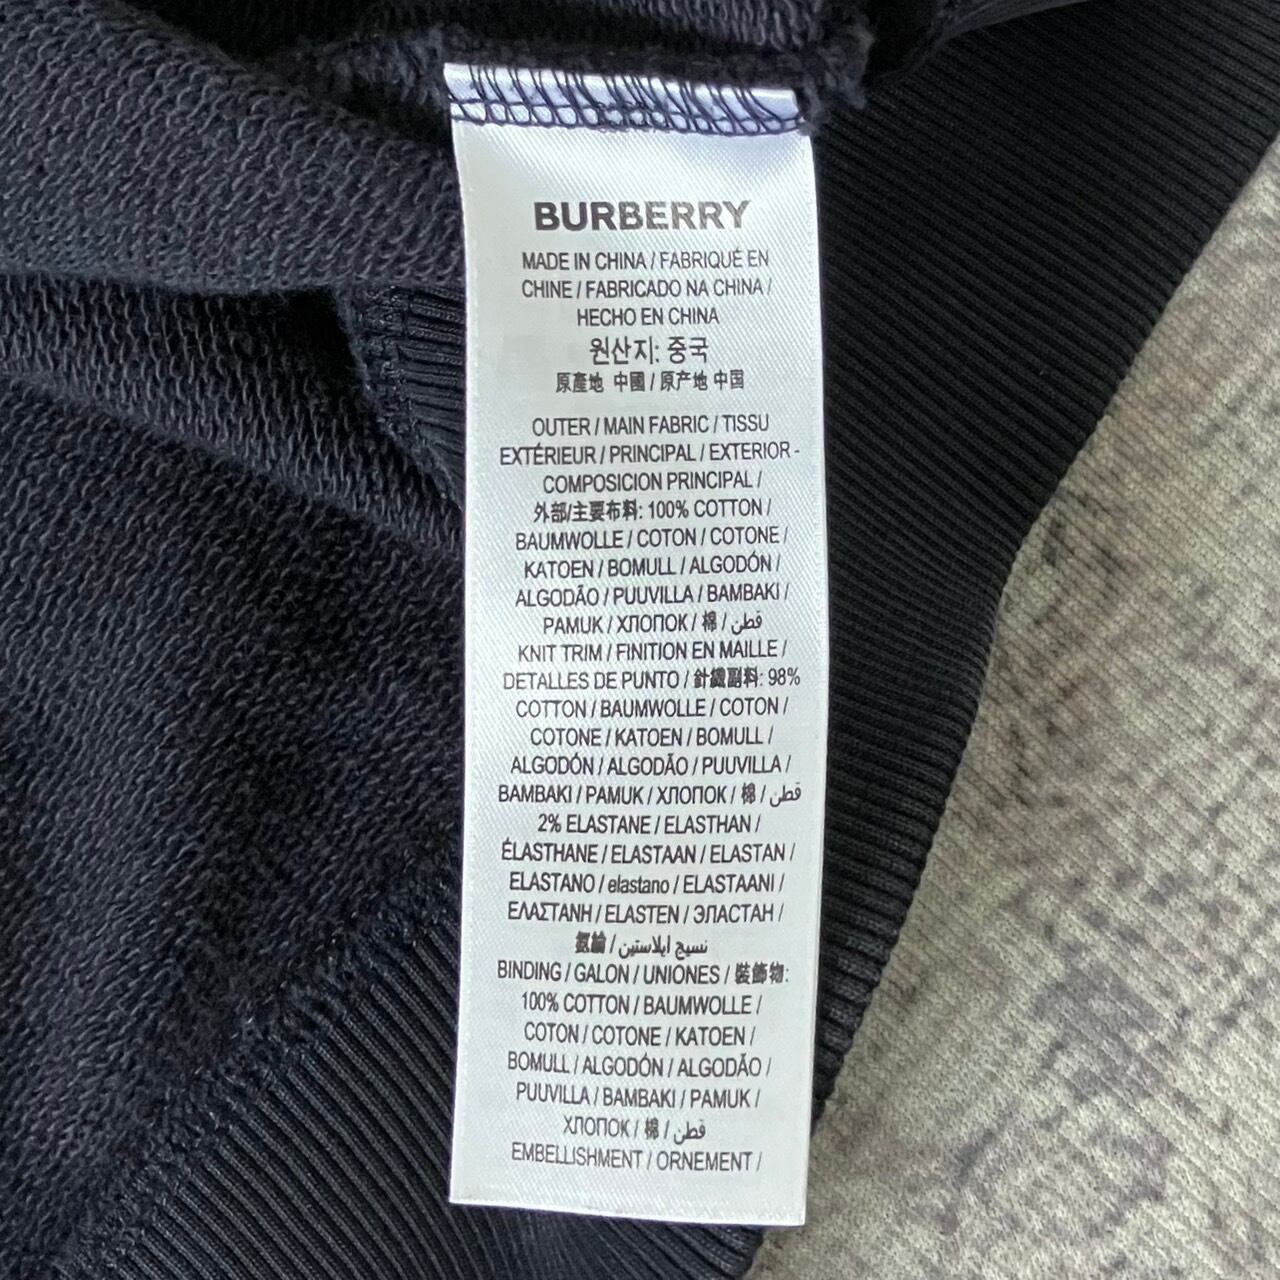 BURBERRY
MADE IN CHINA / FABRIQUÉ EN
CHINE / FABRICADO NA CHINA /
HECHO EN CHINA
원산지: 중국
原產地 中國 / 原产地 中国
OUTER / MAIN FABRIC / TISSU
EXTÉRIEUR / PRINCIPAL / EXTERIOR -
COMPOSICION PRINCIPAL /
外部/主要布料: 100% COTTON /
BAUMWOLLE / COTON / COTONE /
KATOEN / BOMULL / ALGODÓN /
ALGODÃO / PUUVILLA / BAMBAKI /
PAMUK / ХЛОПОК / 棉 / قطن /
KNIT TRIM / FINITION EN MAILLE /
DETALLES DE PUNTO / 針織副料: 98%
COTTON / BAUMWOLLE / COTON /
COTONE / KATOEN / BOMULL /
ALGODÓN / ALGODÃO / PUUVILLA /
BAMBAKI / PAMUK / ХЛОПОК / 棉 / قطن
2% ELASTANE / ELASTHAN /
ÉLASTHANE / ELASTAAN / ELASTAN /
ELASTANO / elastano / ELASTAANI /
ΕΛΑΣΤΑΝΗ / ELASTEN / ЭЛАСТАН /
氨綸 / نسيج ايلاستين
BINDING / GALON / UNIONES / 裝飾物:
100% COTTON / BAUMWOLLE /
COTON / COTONE / KATOEN /
BOMULL / ALGODÓN / ALGODÃO /
PUUVILLA / BAMBAKI / PAMUK /
ХЛОПОК / 棉 / قطن
EMBELLISHMENT / ORNEMENT /